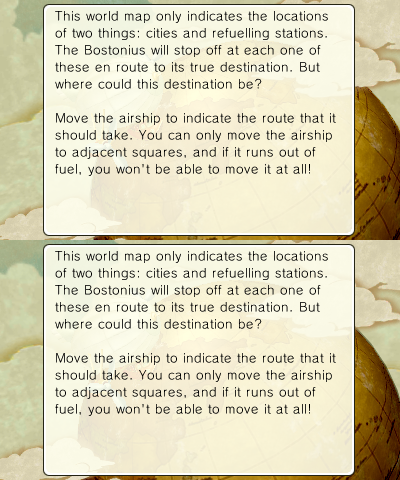 This world map only indicates the locations
of two things: cities and refuelling stations.
The Bostonius will stop off at each one of
these en route to its true destination. But
where could this destination be?
Move the airship to indicate the route that it
should take. You can only move the airship
to adjacent squares, and if it runs out of
fuel, you won't be able to move it at all!
This world map only indicates the locations
of two things: cities and refuelling stations.
The Bostonius will stop off at each one of
these en route to its true destination. But
where could this destination be?
Move the airship to indicate the route that it
should take. You can only move the airship
to adjacent squares, and if it runs out of
fuel, you won't be able to move it at all!